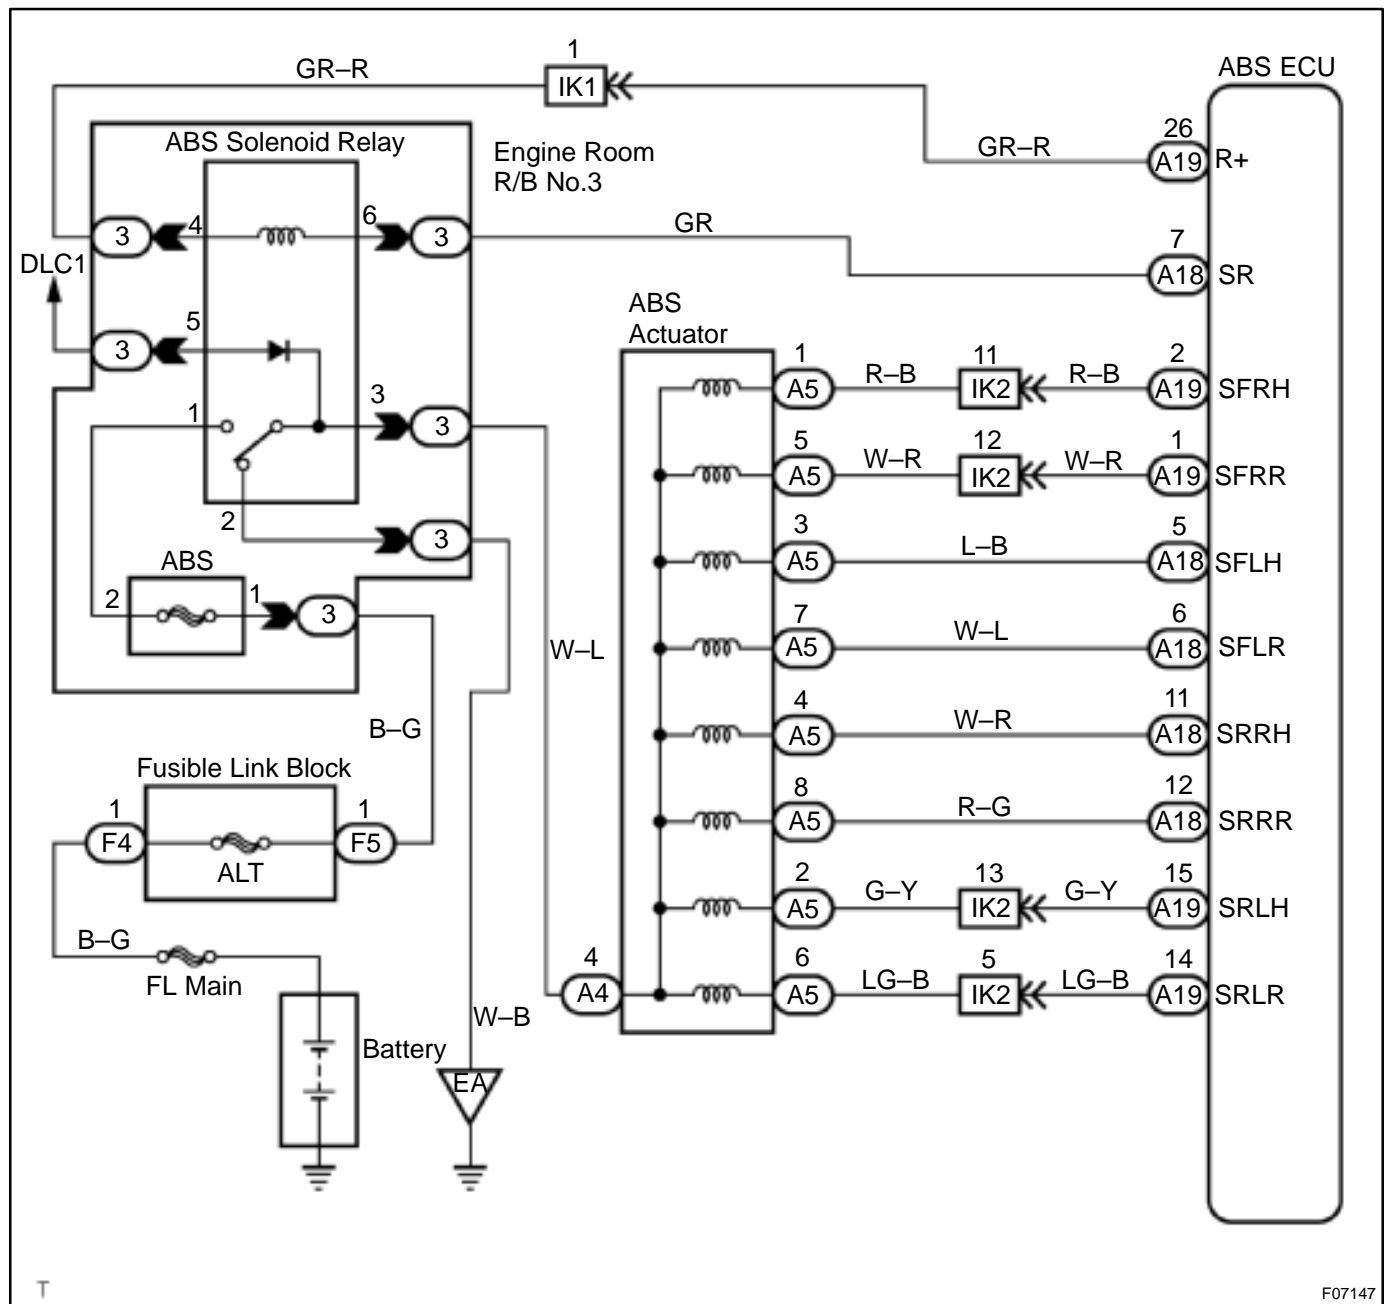 1
GR–R
IK1
ABS ECU
ABS Solenoid Relay
Engine Room
R/B No.3
GR–R
26
A19
R+
3
4
6
3
GR
7
A18
SR
DLC1
3
5
ABS
Actuator
1
A5
R–B
11
IK2
R–B
2
A19
SFRH
1
3
3
5
A5
W–R
12
IK2
W–R
1
A19
SFRR
2
3
3
A5
L–B
5
A18
SFLH
ABS
2
1
3
7
A5
W–L
6
A18
SFLR
W–L
4
A5
W–R
11
A18
SRRH
B–G
Fusible Link Block
1
F4
ALT
1
F5
8
A5
R–G
12
A18
SRRR
2
A5
G–Y
13
IK2
G–Y
15
A19
SRLH
B–G
FL Main
4
A4
6
A5
LG–B
5
IK2
LG–B
14
A19
SRLR
W–B
Battery
EA
T
F07147